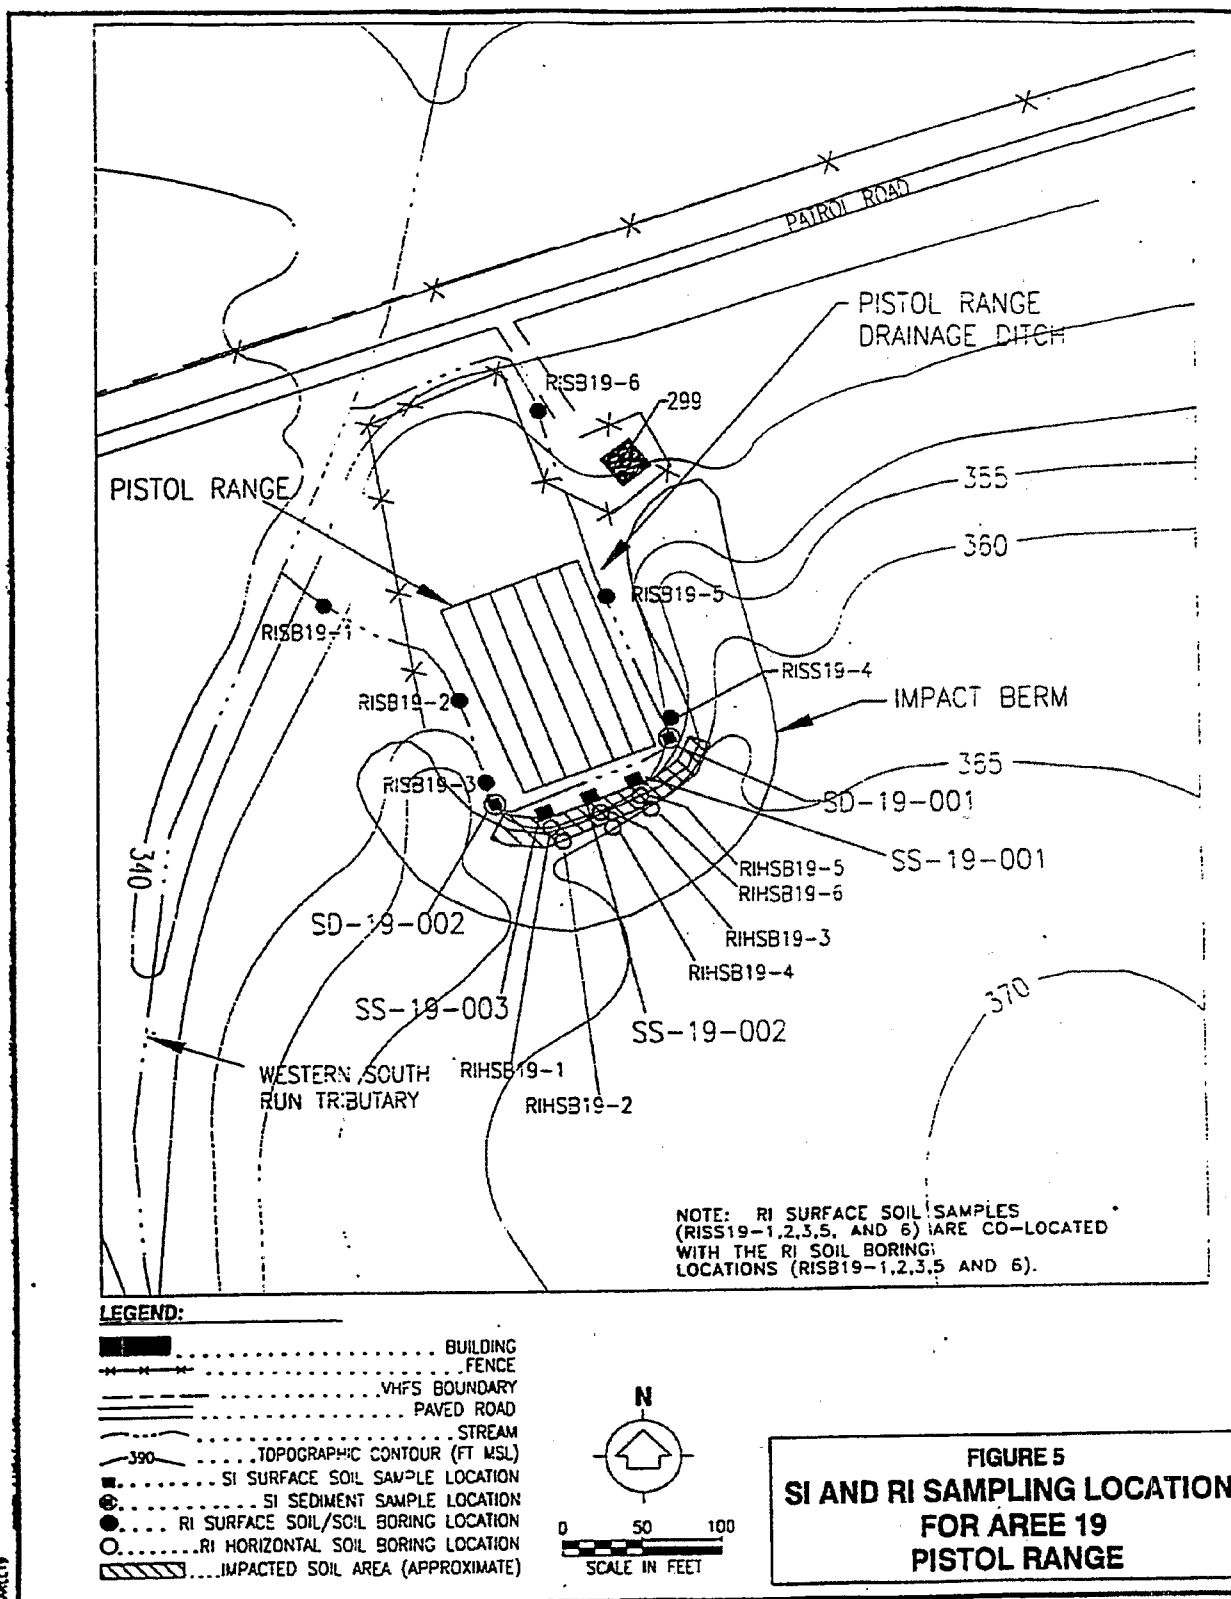 PATROL ROAD
PISTOL RANGE
DRAINAGE DITCH
RISB19-6
299
PISTOL RANGE
355
360
RISB19-5
RISB19-1
RISS19-4
RISB19-2
IMPACT BERM
365
RISB19-3
SD-19-001
340
SS-19-001
RIHSB19-5
RIHSB19-6
SD-19-002
RIHSB19-3
RIHSB19-4
370
SS-19-003
SS-19-002
WESTERN SOUTH
RUN TRIBUTARY
RIHSB19-1
RIHSB19-2
NOTE: RI SURFACE SOIL SAMPLES
(RISS19-1,2,3,5, AND 6) ARE CO-LOCATED
WITH THE RI SOIL BORING
LOCATIONS (RISB19-1,2,3,5 AND 6).
LEGEND:
BUILDING
FENCE
VHFS BOUNDARY
PAVED ROAD
STREAM
390 TOPOGRAPHIC CONTOUR (FT MSL)
SI SURFACE SOIL SAMPLE LOCATION
SI SEDIMENT SAMPLE LOCATION
RI SURFACE SOIL/SOIL BORING LOCATION
RI HORIZONTAL SOIL BORING LOCATION
IMPACTED SOIL AREA (APPROXIMATE)
N
0 50 100
SCALE IN FEET
FIGURE 5
SI AND RI SAMPLING LOCATION
FOR AREE 19
PISTOL RANGE